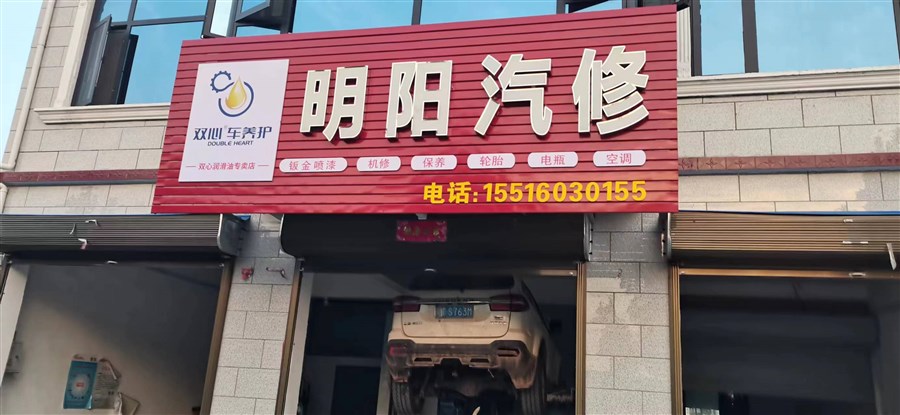 明阳汽修
双心 车养护
DOUBLE HEART
双心润滑油专卖店
钣金喷漆 机修 保养 轮胎 电瓶 空调
电话:15516030155